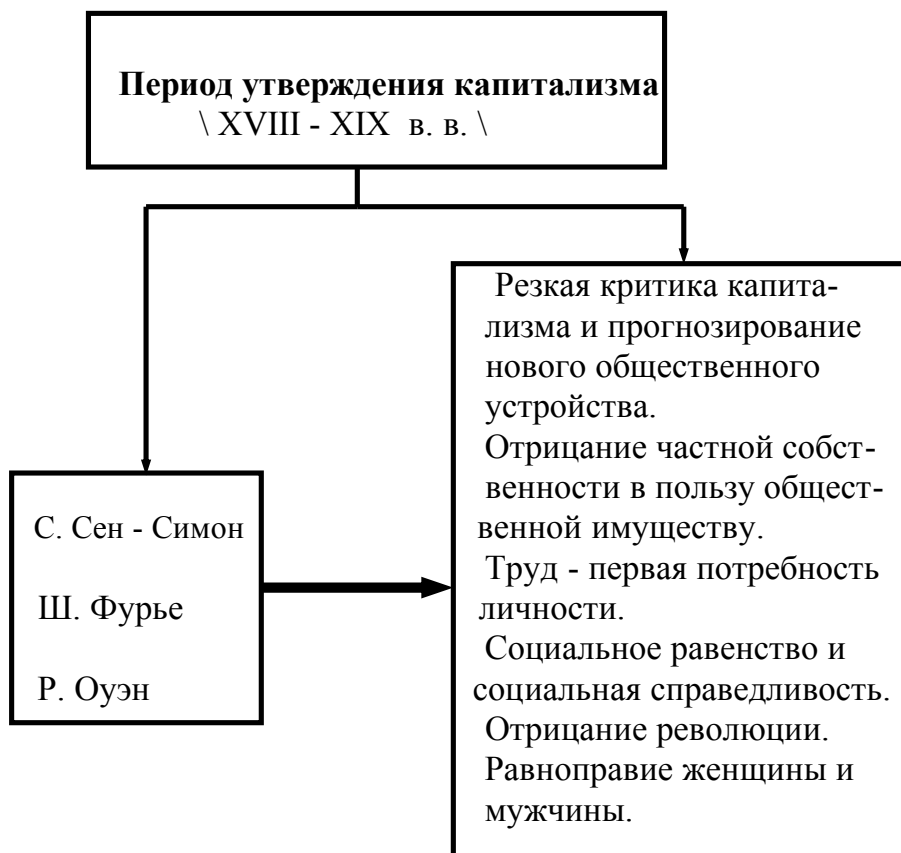 Период утверждения капитализма
\ XVIII - XIX в. в. \
С. Сен - Симон
Ш. Фурье
Р. Оуэн
Резкая критика капита-
лизма и прогнозирование
нового общественного
устройства.
Отрицание частной собст-
венности в пользу общест-
венной имуществу.
Труд - первая потребность
личности.
Социальное равенство и
социальная справедливость.
Отрицание революции.
Равноправие женщины и
мужчины.